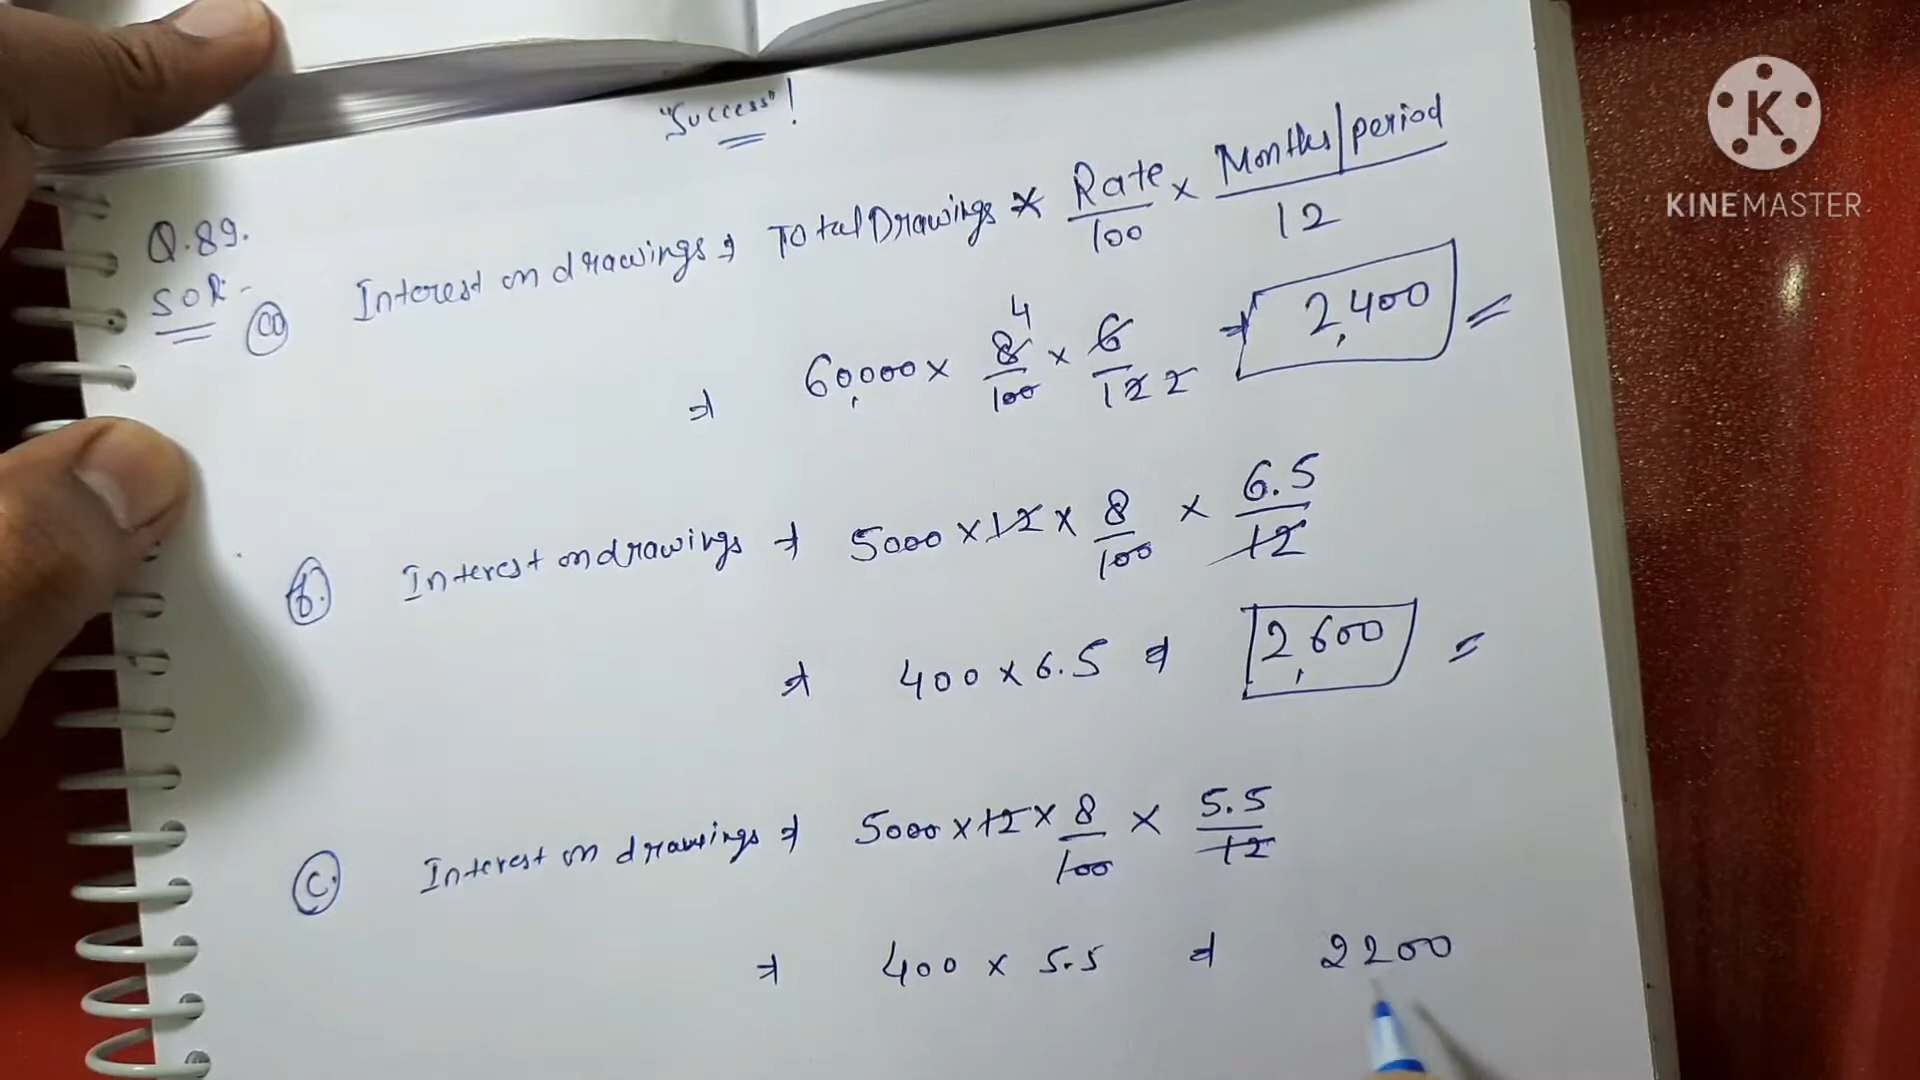 "Success"!
K
KINEMASTER
Q.89.
Sol:-
(a) Interest on drawings ⇒ Total Drawings × Rate/100 × Months/period/12
⇒ 60,000 × 8/100 4 × 6/12 2 ⇒ 2,400
(b.) Interest on drawings ⇒ 5000 × 12 × 8/100 × 6.5/12
⇒ 400 × 6.5 ⇒ 2,600
(c.) Interest on drawings ⇒ 5000 × 12 × 8/100 × 5.5/12
⇒ 400 × 5.5 ⇒ 2200